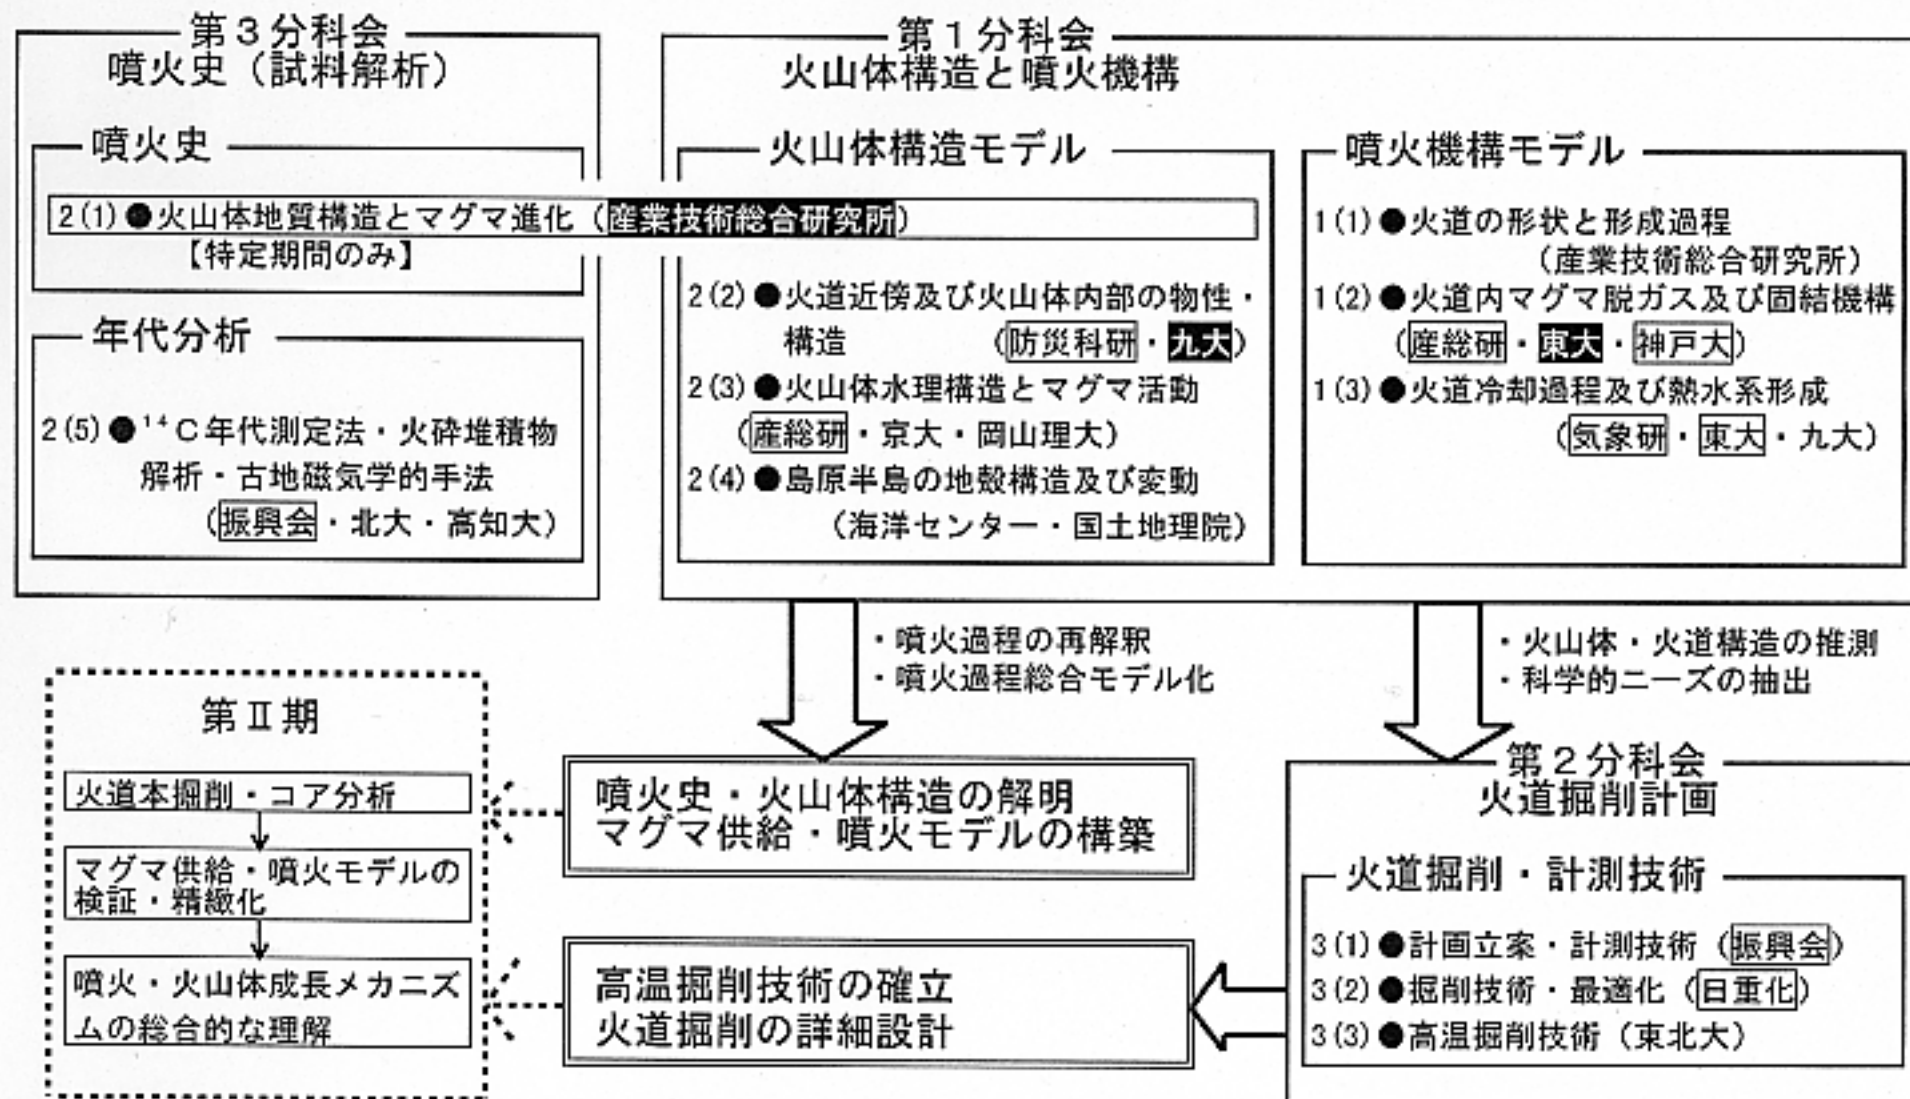 第３分科会
噴火史（試料解析）
噴火史
2(1)●火山体地質構造とマグマ進化（産業技術総合研究所）
【特定期間のみ】
年代分析
2(5)●¹⁴Ｃ年代測定法・火砕堆積物
解析・古地磁気学的手法
（振興会・北大・高知大）
第１分科会
火山体構造と噴火機構
火山体構造モデル
2(2)●火道近傍及び火山体内部の物性・
構造　（防災科研・九大）
2(3)●火山体水理構造とマグマ活動
（産総研・京大・岡山理大）
2(4)●島原半島の地殻構造及び変動
（海洋センター・国土地理院）
噴火機構モデル
1(1)●火道の形状と形成過程
（産業技術総合研究所）
1(2)●火道内マグマ脱ガス及び固結機構
（産総研・東大・神戸大）
1(3)●火道冷却過程及び熱水系形成
（気象研・東大・九大）
・噴火過程の再解釈
・噴火過程総合モデル化
・火山体・火道構造の推測
・科学的ニーズの抽出
第Ⅱ期
火道本掘削・コア分析
マグマ供給・噴火モデルの
検証・精緻化
噴火・火山体成長メカニズ
ムの総合的な理解
噴火史・火山体構造の解明
マグマ供給・噴火モデルの構築
高温掘削技術の確立
火道掘削の詳細設計
第２分科会
火道掘削計画
火道掘削・計測技術
3(1)●計画立案・計測技術（振興会）
3(2)●掘削技術・最適化（日重化）
3(3)●高温掘削技術（東北大）